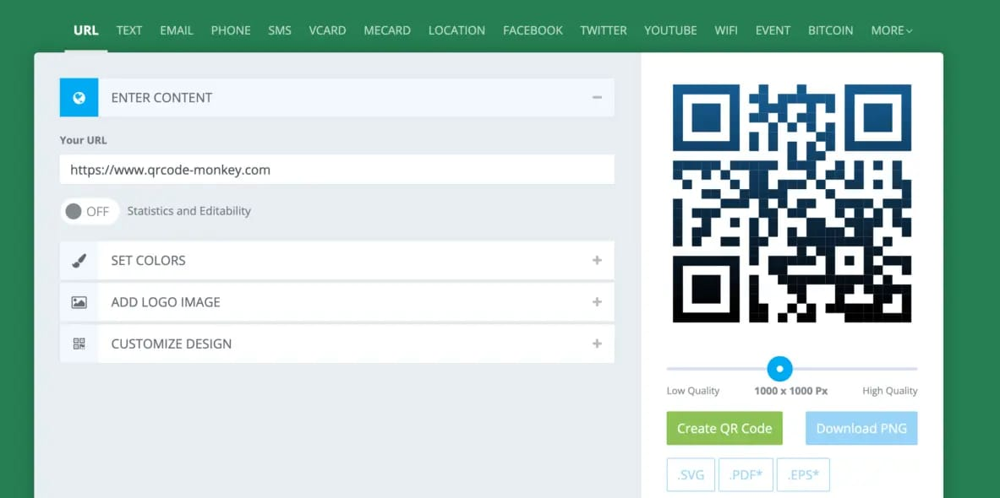 URL TEXT EMAIL PHONE SMS VCARD MECARD LOCATION FACEBOOK TWITTER YOUTUBE WIFI EVENT BITCOIN MORE
ENTER CONTENT
Your URL
https://www.qrcode-monkey.com
OFF Statistics and Editability
SET COLORS
ADD LOGO IMAGE
CUSTOMIZE DESIGN
Low Quality 1000 x 1000 Px High Quality
Create QR Code Download PNG
.SVG .PDF* .EPS*